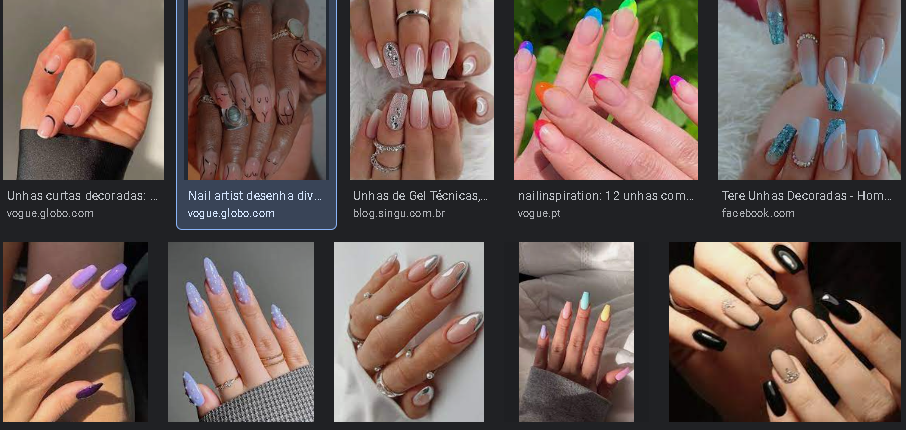 Unhas curtas decoradas: ...
vogue.globo.com
Nail artist desenha div...
vogue.globo.com
Unhas de Gel Técnicas,...
blog.singu.com.br
nailinspiration: 12 unhas com...
vogue.pt
Tere Unhas Decoradas - Hom...
facebook.com